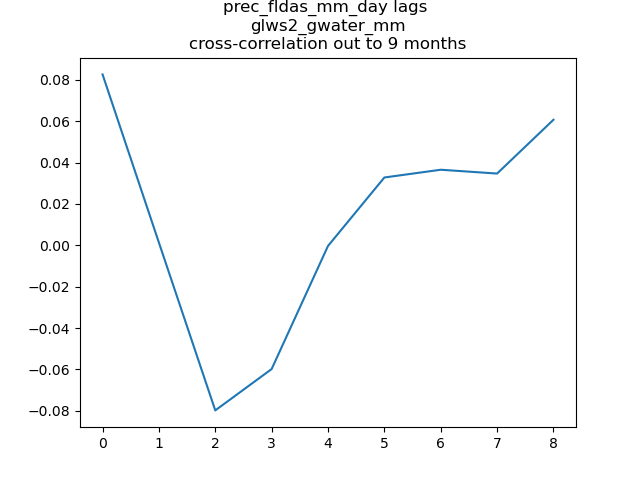 prec_fldas_mm_day lags
glws2_gwater_mm
cross-correlation out to 9 months
0.08
0.06
0.04
0.02
0.00
−0.02
−0.04
−0.06
−0.08
0 1 2 3 4 5 6 7 8